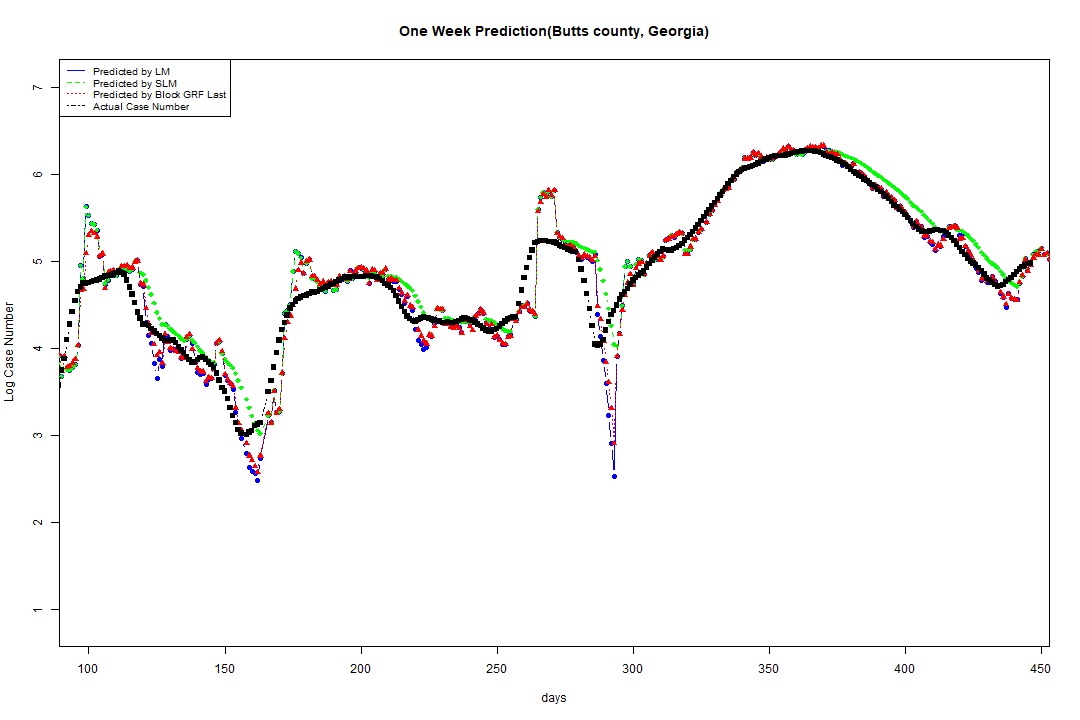 One Week Prediction(Butts county, Georgia)
Predicted by LM
Predicted by SLM
Predicted by Block GRF Last
Actual Case Number
7
6
5
4
3
2
1
Log Case Number
100 150 200 250 300 350 400 450
days